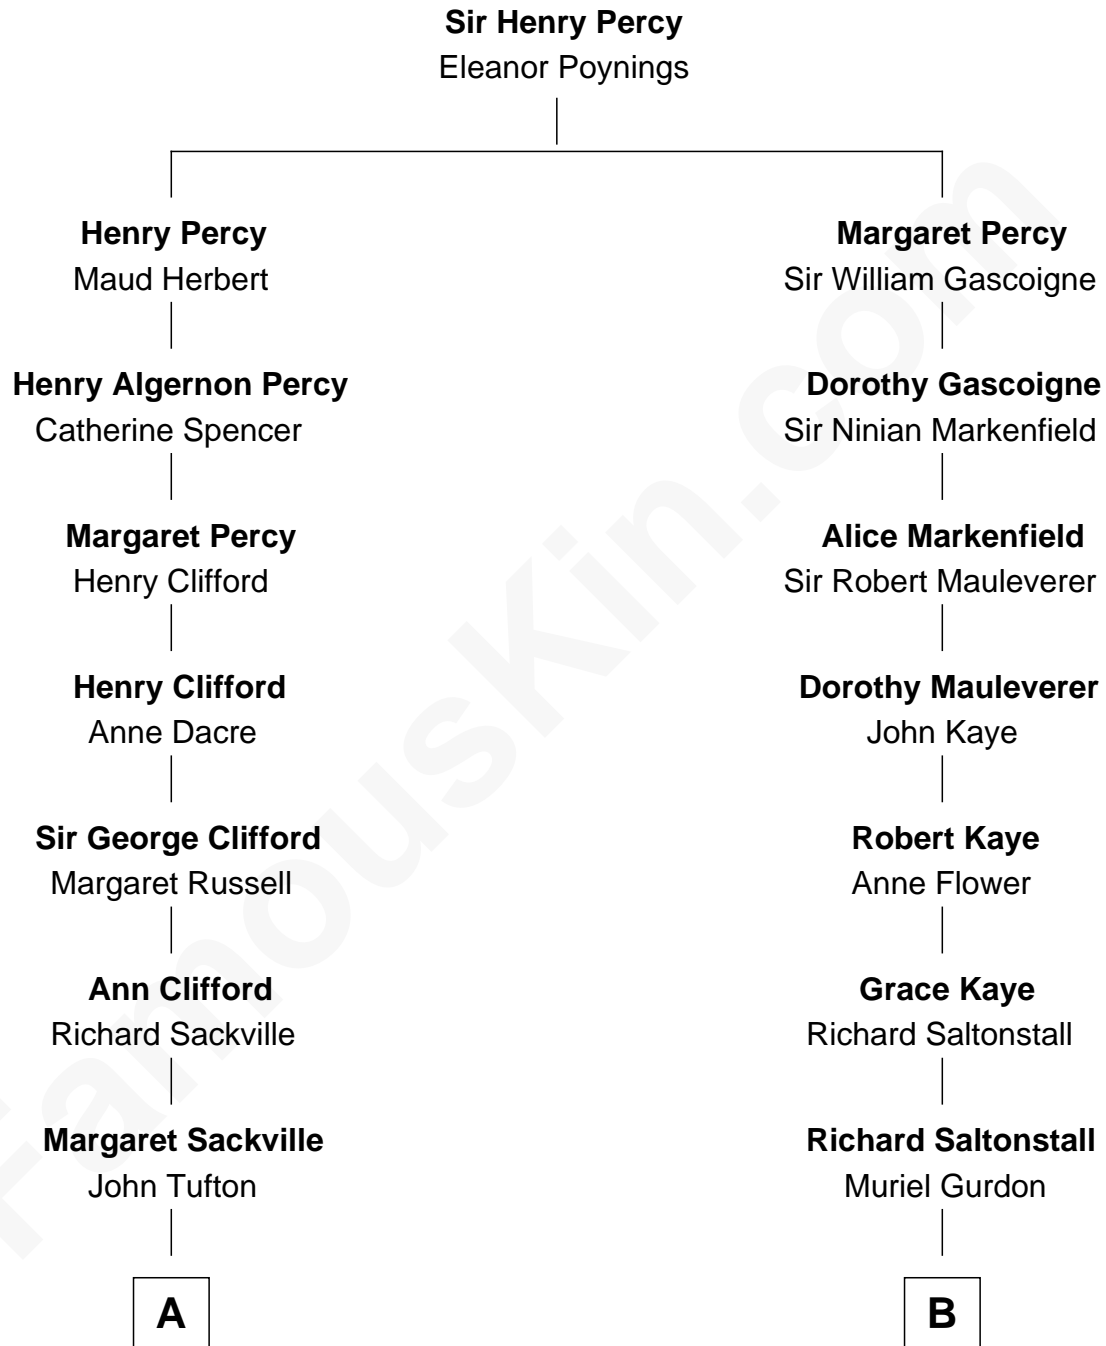 Sir Henry Percy
Eleanor Poynings
Henry Percy
Maud Herbert
Margaret Percy
Sir William Gascoigne
Henry Algernon Percy
Catherine Spencer
Dorothy Gascoigne
Sir Ninian Markenfield
Margaret Percy
Henry Clifford
Alice Markenfield
Sir Robert Mauleverer
Henry Clifford
Anne Dacre
Dorothy Mauleverer
John Kaye
Sir George Clifford
Margaret Russell
Robert Kaye
Anne Flower
Ann Clifford
Richard Sackville
Grace Kaye
Richard Saltonstall
Margaret Sackville
John Tufton
Richard Saltonstall
Muriel Gurdon
A
B
FamousKin.com